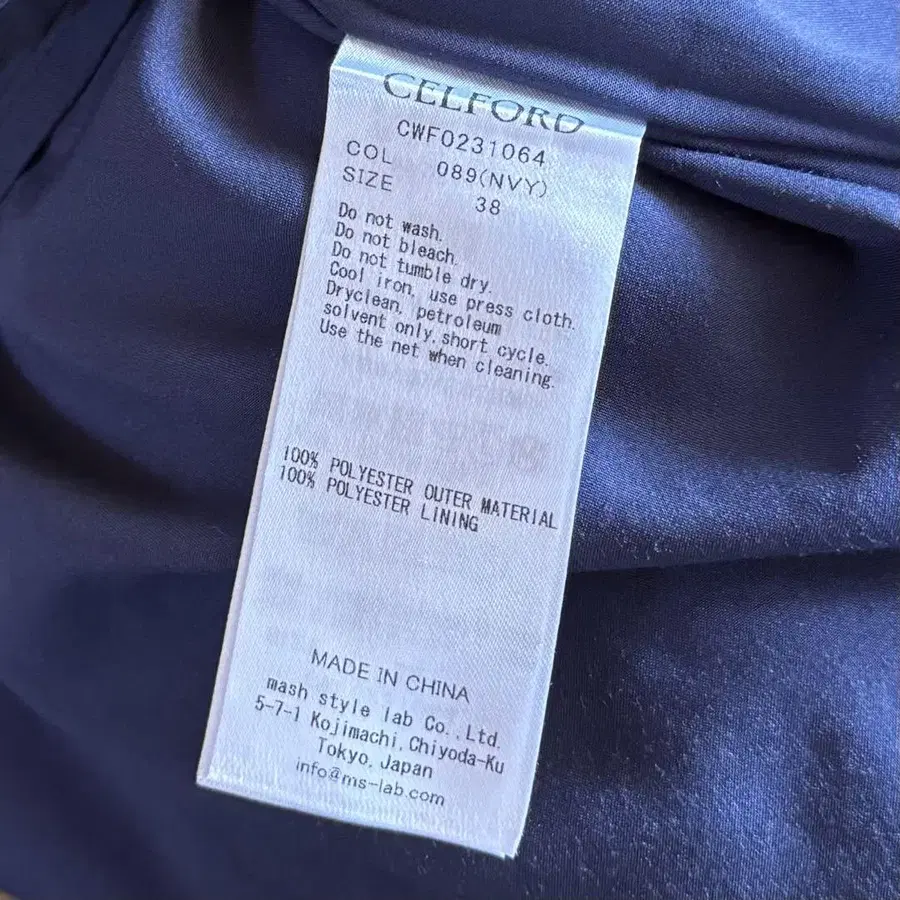 CELFORD
CWF0231064
COL 089(NVY)
SIZE 38
Do not wash.
Do not bleach.
Do not tumble dry.
Cool iron, use press cloth.
Dryclean, petroleum
solvent only, short cycle.
Use the net when cleaning.
100% POLYESTER OUTER MATERIAL
100% POLYESTER LINING
MADE IN CHINA
mash style lab Co.,Ltd.
5-7-1 Kojimachi, Chiyoda-Ku
Tokyo, Japan
info@ms-lab.com